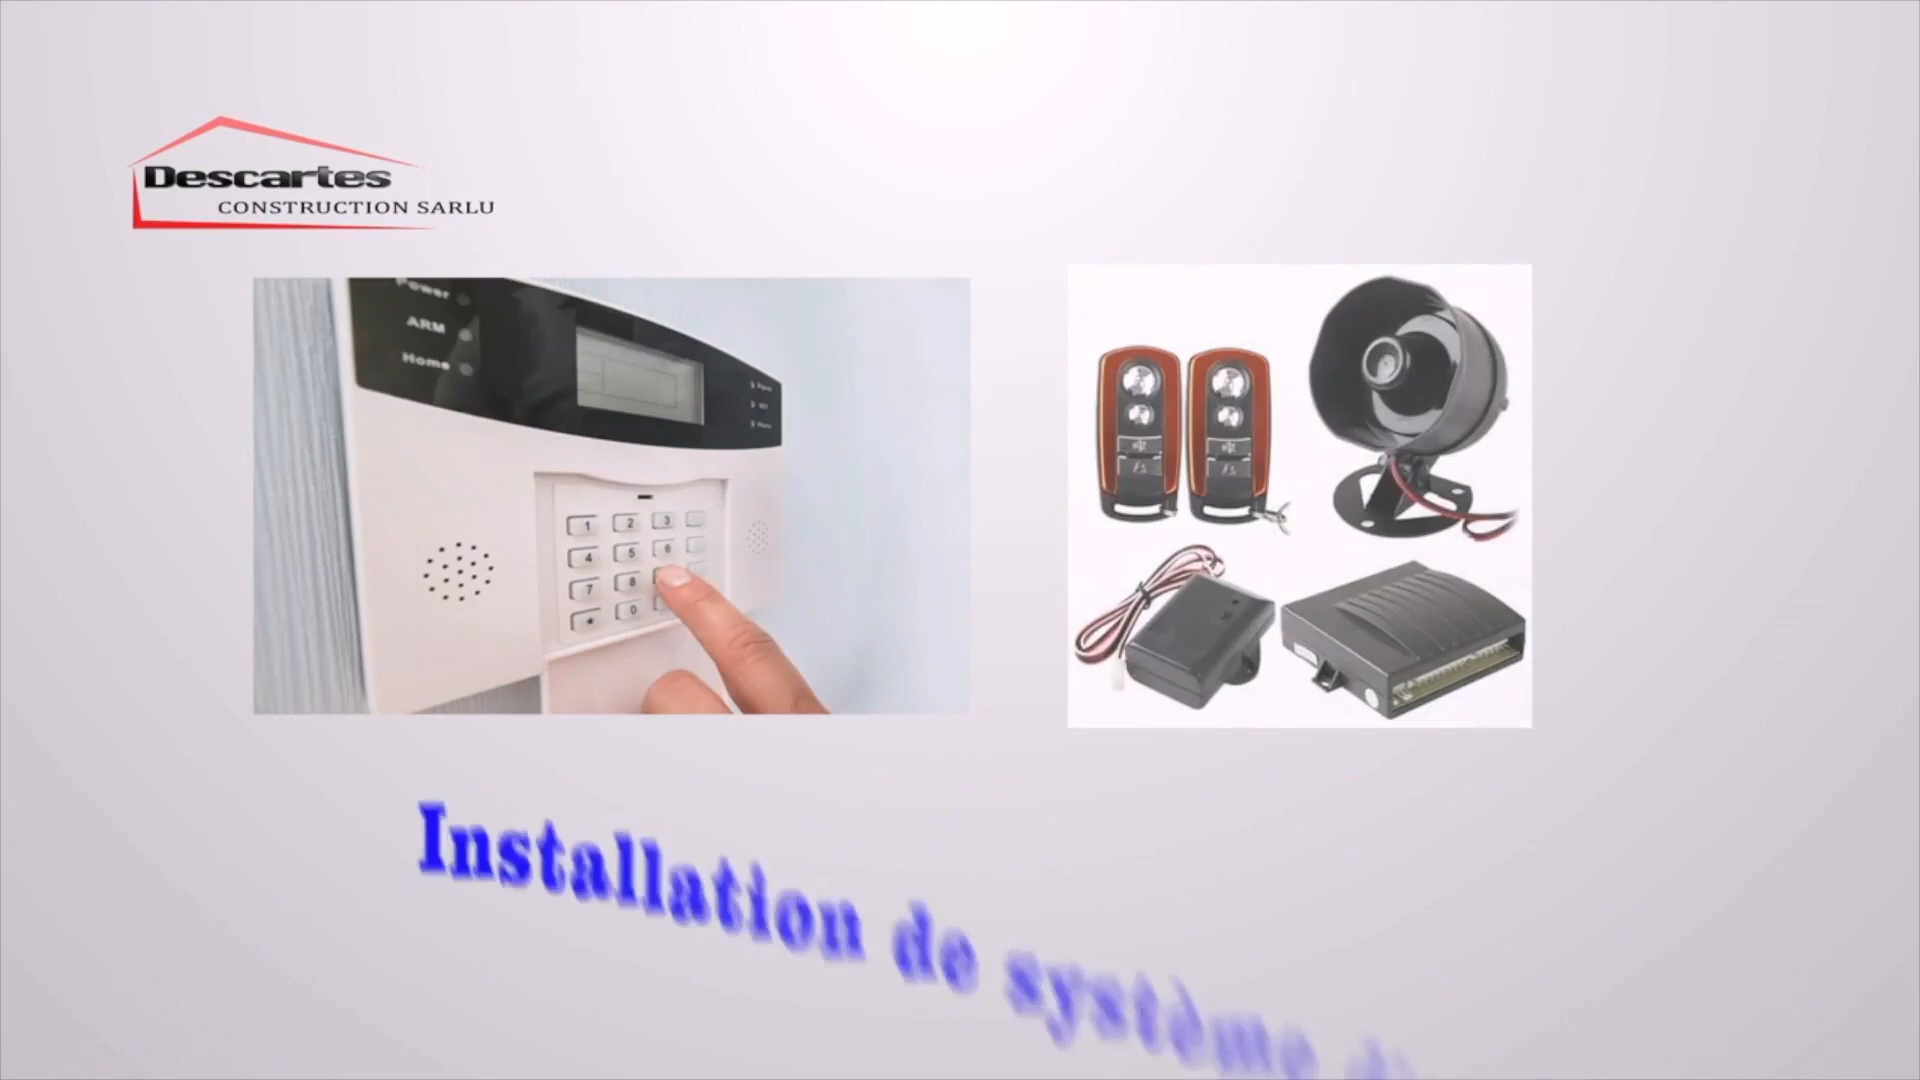 Descartes
CONSTRUCTION SARLU
Power
ARM
Home
1 2 3
4 5 6
7 8
* 0
Installation de système